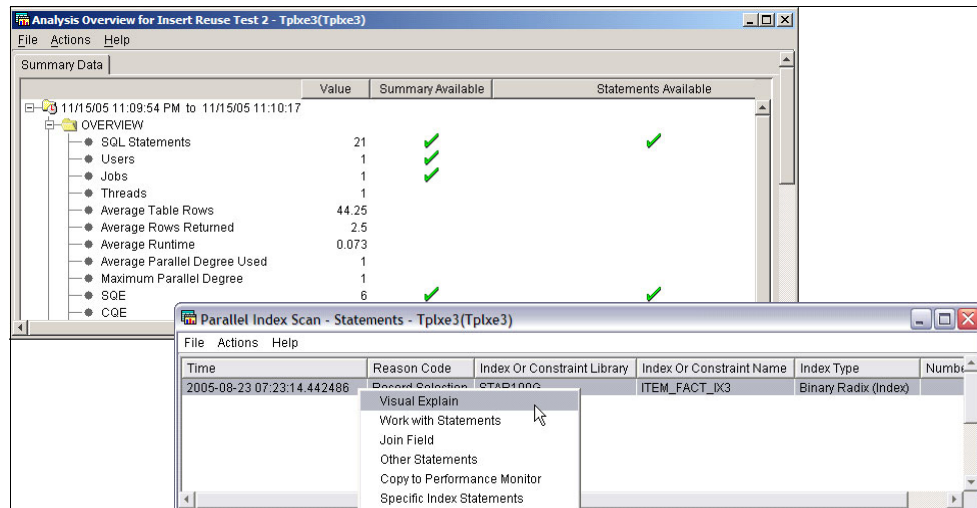 Analysis Overview for Insert Reuse Test 2 - Tplxe3(Tplxe3)
File Actions Help
Summary Data
Value Summary Available Statements Available
11/15/05 11:09:54 PM to 11/15/05 11:10:17
OVERVIEW
SQL Statements 21
Users 1
Jobs 1
Threads 1
Average Table Rows 44.25
Average Rows Returned 2.5
Average Runtime 0.073
Average Parallel Degree Used 1
Maximum Parallel Degree 1
SQE 6
CQE
Parallel Index Scan - Statements - Tplxe3(Tplxe3)
File Actions Help
Time Reason Code Index Or Constraint Library Index Or Constraint Name Index Type
2005-08-23 07:23:14.442486 Record Selection STAR100G ITEM_FACT_IX3 Binary Radix (Index)
Visual Explain
Work with Statements
Join Field
Other Statements
Copy to Performance Monitor
Specific Index Statements